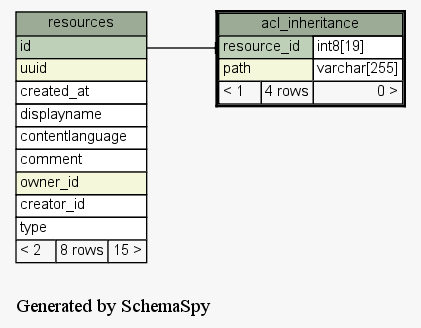 resources
id
uuid
created_at
displayname
contentlanguage
comment
owner_id
creator_id
type
< 2 8 rows 15 >
acl_inheritance
resource_id int8[19]
path varchar[255]
< 1 4 rows 0 >
Generated by SchemaSpy